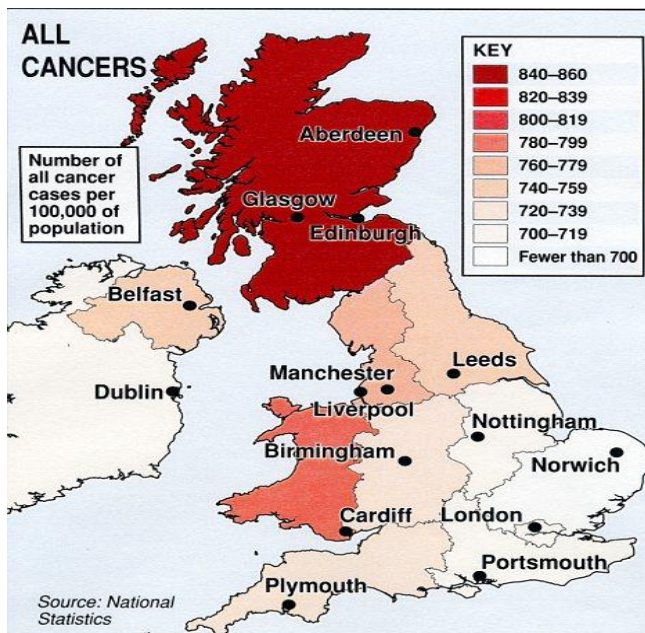 ALL
CANCERS
KEY
840–860
820–839
800–819
780–799
760–779
740–759
720–739
700–719
Fewer than 700
Number of
all cancer
cases per
100,000 of
population
Aberdeen
Glasgow
Edinburgh
Belfast
Leeds
Manchester
Dublin
Liverpool
Nottingham
Birmingham
Norwich
Cardiff
London
Portsmouth
Plymouth
Source: National
Statistics